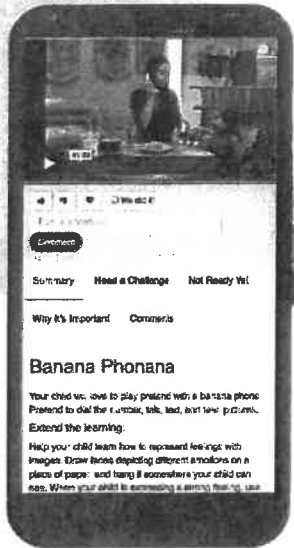 Comment
Summary Need a Challenge Not Ready Yet
Why It's Important Comments
Banana Phonana
Your child will love to play pretend with a banana phone
Pretend to dial the number, talk, text, and take pictures.
Extend the learning:
Help your child learn how to represent feelings with
images. Draw faces depicting different emotions on a
piece of paper and hang it somewhere your child can
see. When your child is expressing a strong feeling, use